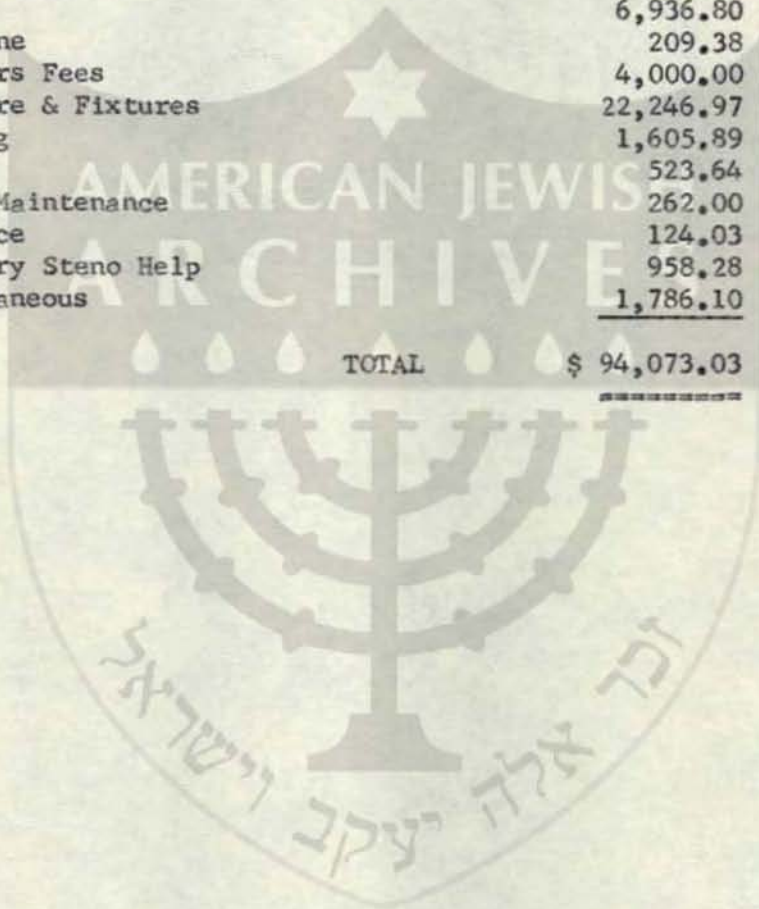 6,936.80
ne 209.38
rs Fees 4,000.00
re & Fixtures 22,246.97
g 1,605.89
523.64
Maintenance 262.00
ce 124.03
ry Steno Help 958.28
aneous 1,786.10
TOTAL $ 94,073.03
AMERICAN JEWISH
ARCHIVES
זכר אלה יעקב וישראל